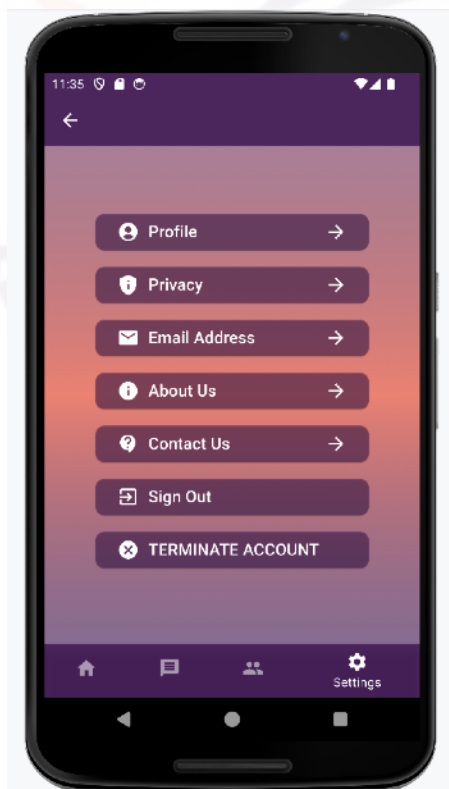 11:35
Profile
Privacy
Email Address
About Us
Contact Us
Sign Out
TERMINATE ACCOUNT
Settings